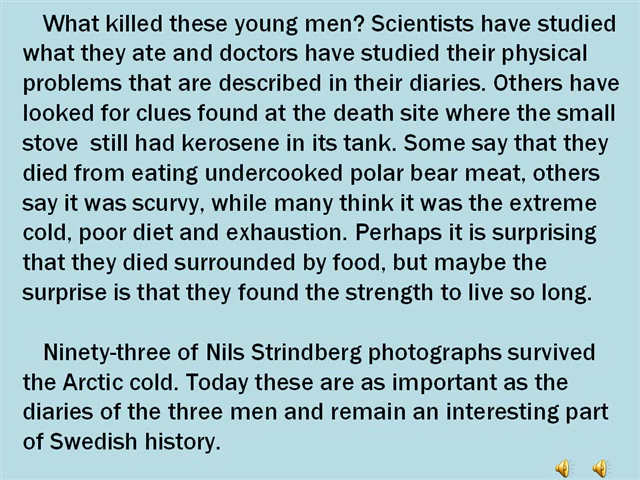 What killed these young men? Scientists have studied
what they ate and doctors have studied their physical
problems that are described in their diaries. Others have
looked for clues found at the death site where the small
stove still had kerosene in its tank. Some say that they
died from eating undercooked polar bear meat, others
say it was scurvy, while many think it was the extreme
cold, poor diet and exhaustion. Perhaps it is surprising
that they died surrounded by food, but maybe the
surprise is that they found the strength to live so long.
Ninety-three of Nils Strindberg photographs survived
the Arctic cold. Today these are as important as the
diaries of the three men and remain an interesting part
of Swedish history.